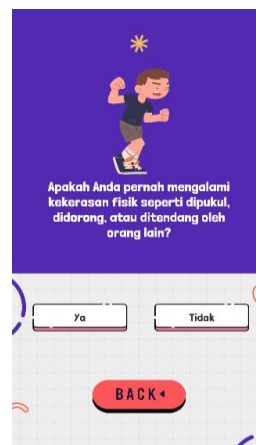 Apakah Anda pernah mengalami
kekerasan fisik seperti dipukul,
didorong, atau ditendang oleh
orang lain?
Ya
Tidak
BACK